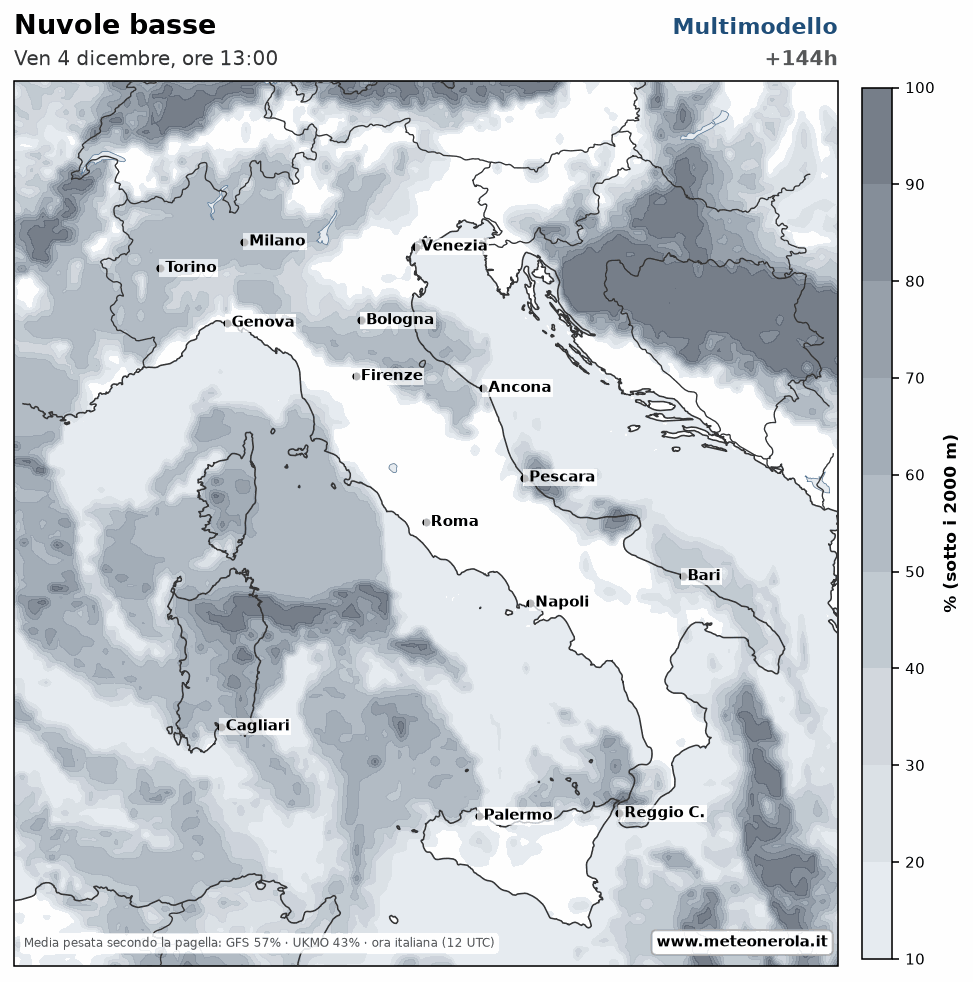 Nuvole basse
Multimodello
Ven 4 dicembre, ore 13:00
+144h
100
90
80
70
60
50
40
30
20
10
% (sotto i 2000 m)
Milano
Venezia
Torino
Genova
Bologna
Firenze
Ancona
Pescara
Roma
Bari
Napoli
Cagliari
Palermo
Reggio C.
Media pesata secondo la pagella: GFS 57% · UKMO 43% · ora italiana (12 UTC)
www.meteonerola.it